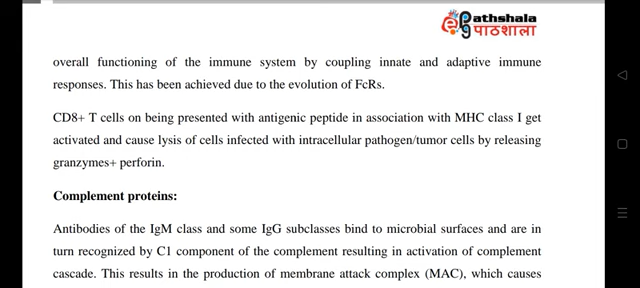 ePathshala
पाठशाला
overall functioning of the immune system by coupling innate and adaptive immune
responses. This has been achieved due to the evolution of FcRs.
CD8+ T cells on being presented with antigenic peptide in association with MHC class I get
activated and cause lysis of cells infected with intracellular pathogen/tumor cells by releasing
granzymes+ perforin.
Complement proteins:
Antibodies of the IgM class and some IgG subclasses bind to microbial surfaces and are in
turn recognized by C1 component of the complement resulting in activation of complement
cascade. This results in the production of membrane attack complex (MAC), which causes